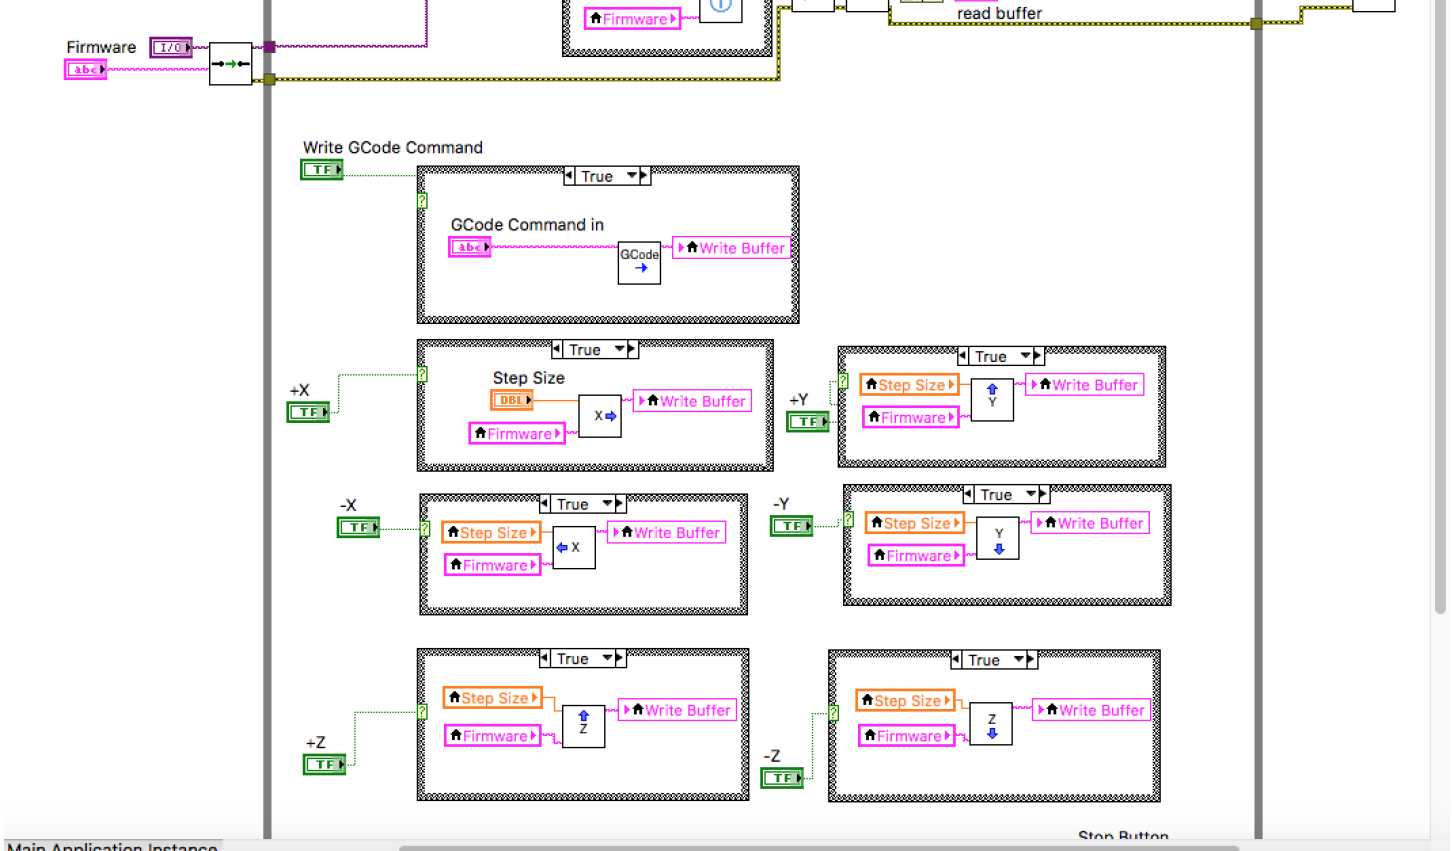 Firmware
read buffer
Firmware
I/O
abc
Write GCode Command
TF
True
?
GCode Command in
abc
GCode
Write Buffer
True
?
+X
TF
Step Size
DBL
X
Write Buffer
Firmware
True
?
+Y
TF
Step Size
Y
Write Buffer
Firmware
True
-X
TF
?
Step Size
X
Write Buffer
Firmware
True
-Y
TF
?
Step Size
Y
Write Buffer
Firmware
True
?
+Z
TF
Step Size
Z
Write Buffer
Firmware
True
?
-Z
TF
Step Size
Z
Write Buffer
Firmware
Stop Button
Main Application Instance